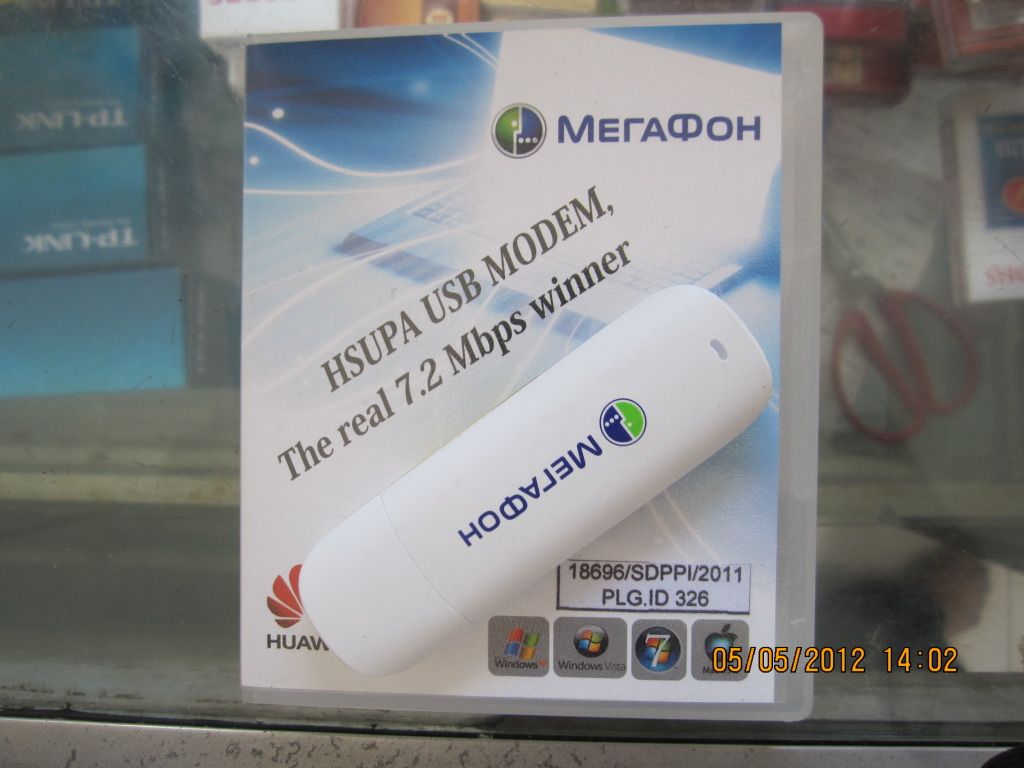 TP-LINK
TP-LINK
МегаФон
HSUPA USB MODEM,
The real 7.2 Mbps winner
МегаФон
18696/SDPPI/2011
PLG.ID 326
HUAW
Windows XP
Windows Vista
7
05/05/2012 14:02